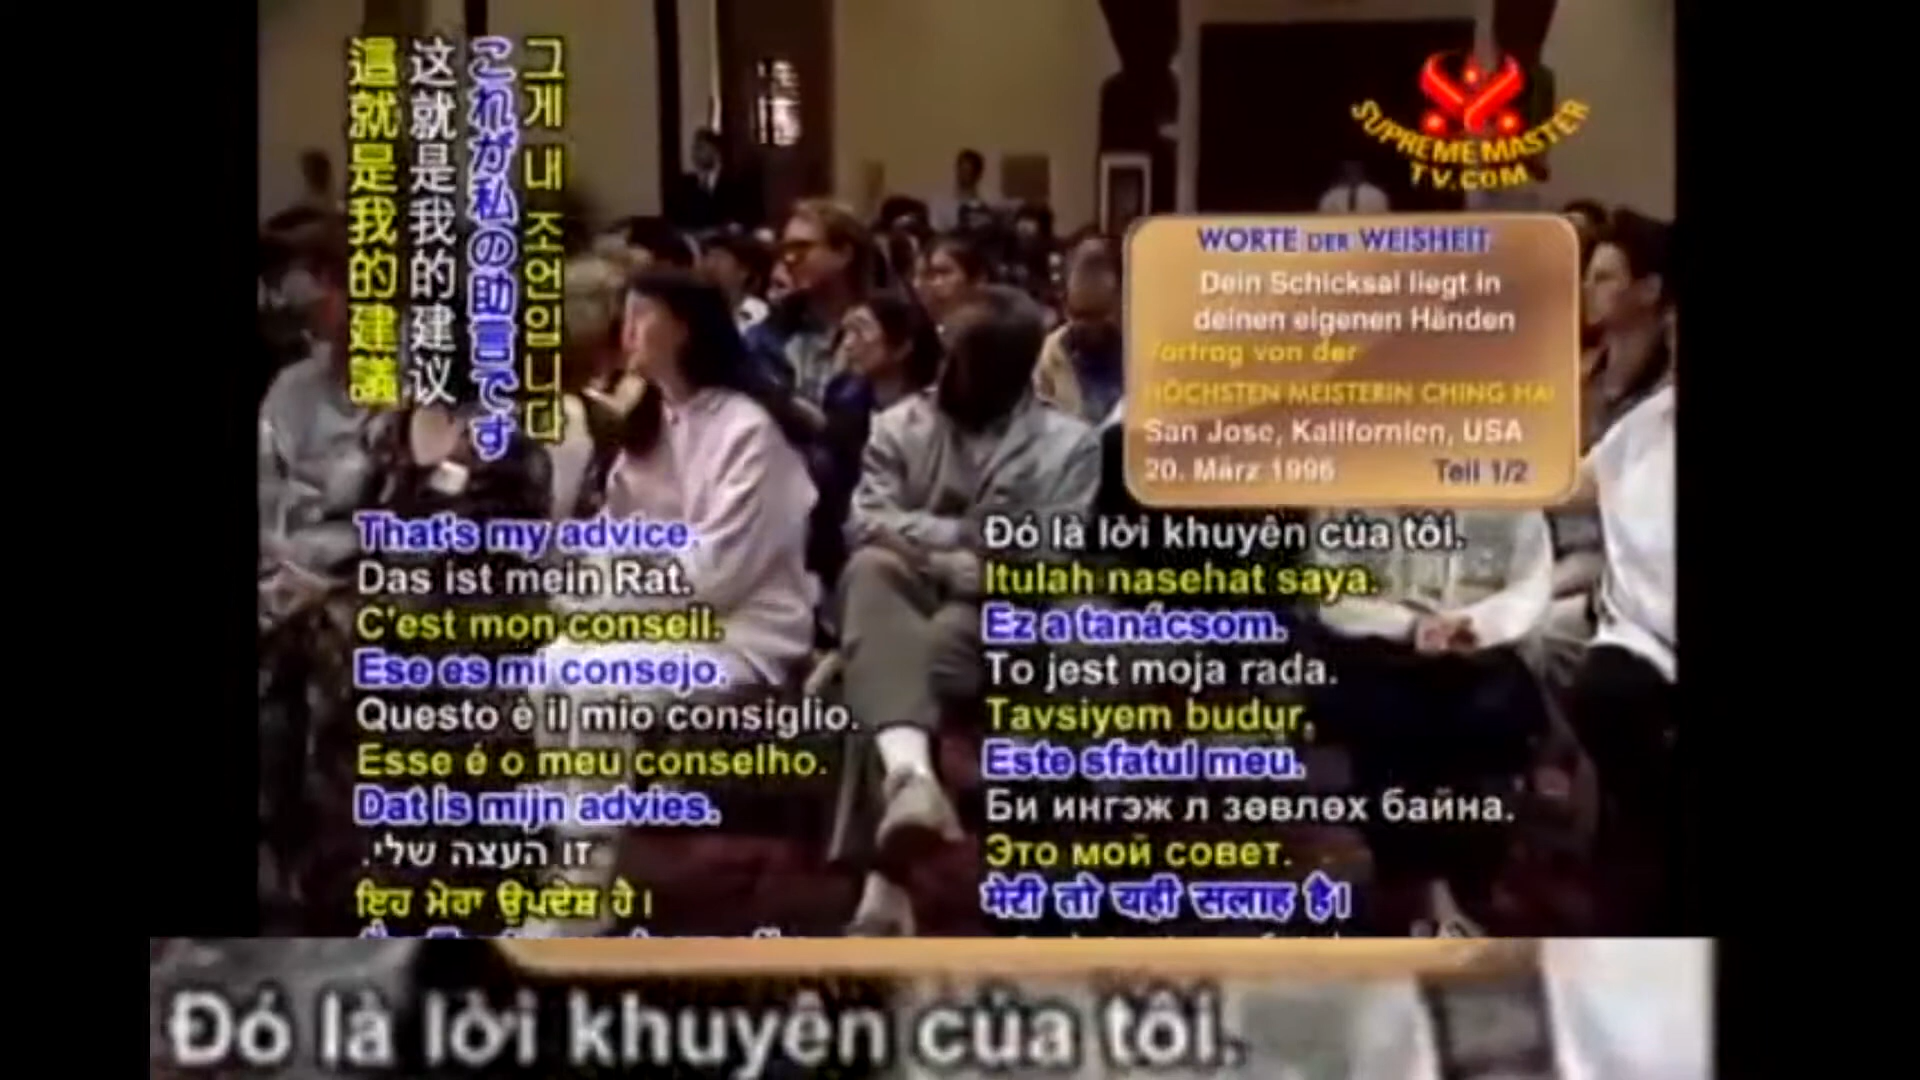 그게 내 조언입니다
これが私の助言です
这就是我的建议
這就是我的建議
SUPREME MASTER
TV.COM
WORTE DER WEISHEIT
Dein Schicksal liegt in
deinen eigenen Händen
Vortrag von der
HÖCHSTEN MEISTERIN CHING HAI
San Jose, Kalifornien, USA
20. März 1996 Teil 1/2
That's my advice.
Das ist mein Rat.
C'est mon conseil.
Ese es mi consejo.
Questo è il mio consiglio.
Esse é o meu conselho.
Dat is mijn advies.
זו העצה שלי.
ਇਹ ਮੇਰਾ ਉਪਦੇਸ਼ ਹੈ।
Đó là lời khuyên của tôi.
Itulah nasehat saya.
Ez a tanácsom.
To jest moja rada.
Tavsiyem budur.
Este sfatul meu.
Би ингэж л зөвлөх байна.
Это мой совет.
मेरी तो यही सलाह है।
Đó là lời khuyên của tôi.